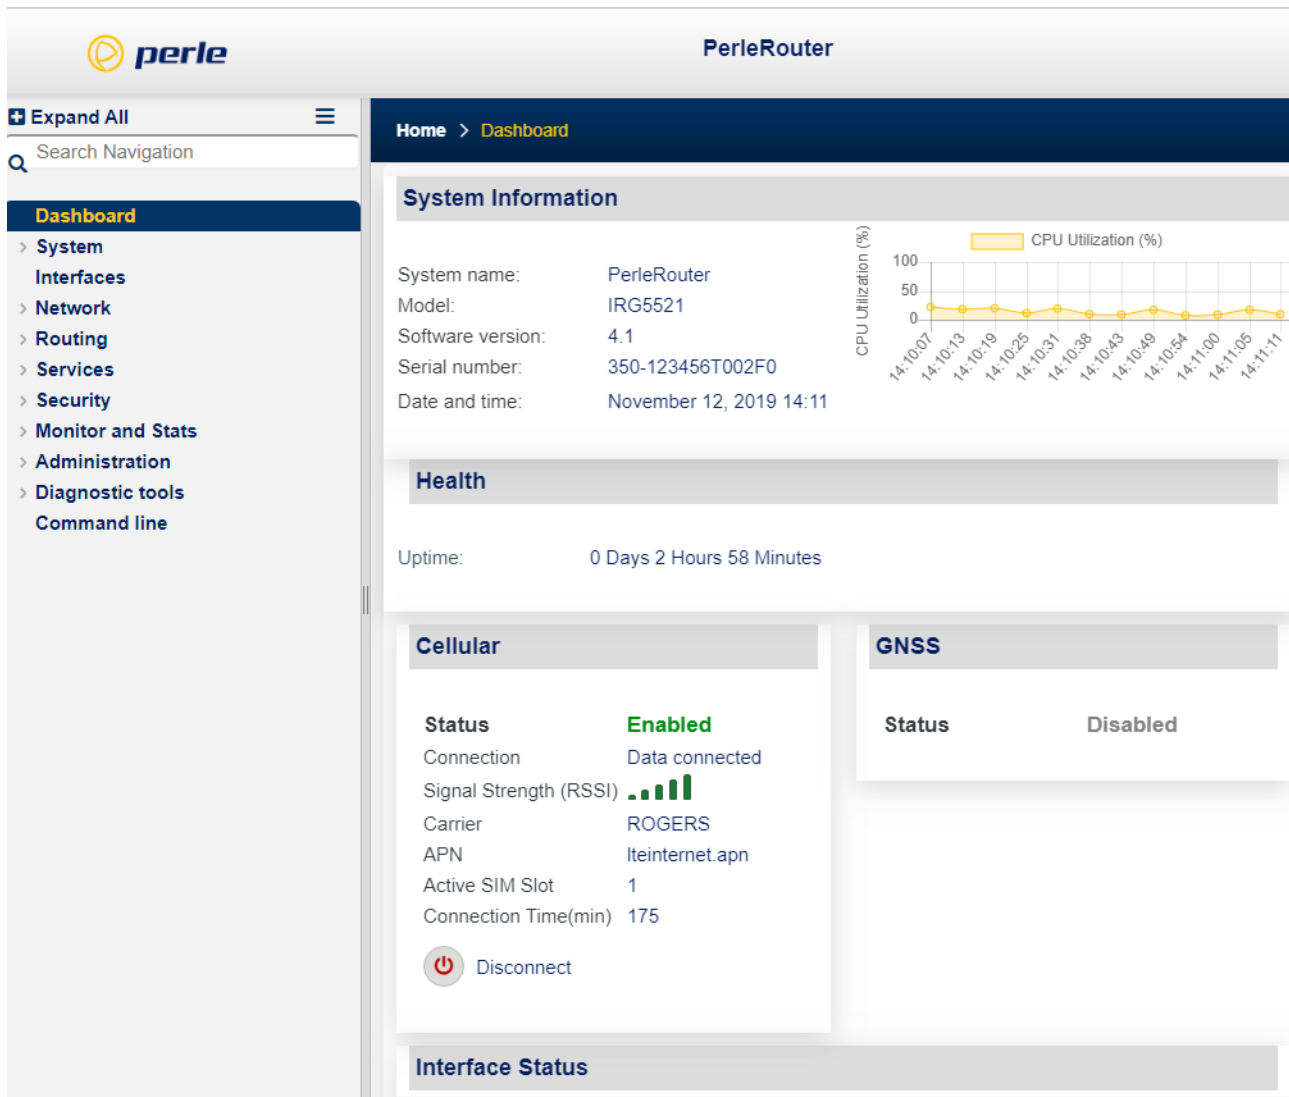 perle
PerleRouter
Expand All
Search Navigation
Dashboard
System
Interfaces
Network
Routing
Services
Security
Monitor and Stats
Administration
Diagnostic tools
Command line
Home > Dashboard
System Information
System name: PerleRouter
Model: IRG5521
Software version: 4.1
Serial number: 350-123456T002F0
Date and time: November 12, 2019 14:11
CPU Utilization (%)
CPU Utilization (%)
100
50
0
14:10:07 14:10:13 14:10:19 14:10:25 14:10:31 14:10:38 14:10:43 14:10:49 14:10:54 14:11:00 14:11:05 14:11:11
Health
Uptime: 0 Days 2 Hours 58 Minutes
Cellular
Status Enabled
Connection Data connected
Signal Strength (RSSI)
Carrier ROGERS
APN lteinternet.apn
Active SIM Slot 1
Connection Time(min) 175
Disconnect
GNSS
Status Disabled
Interface Status